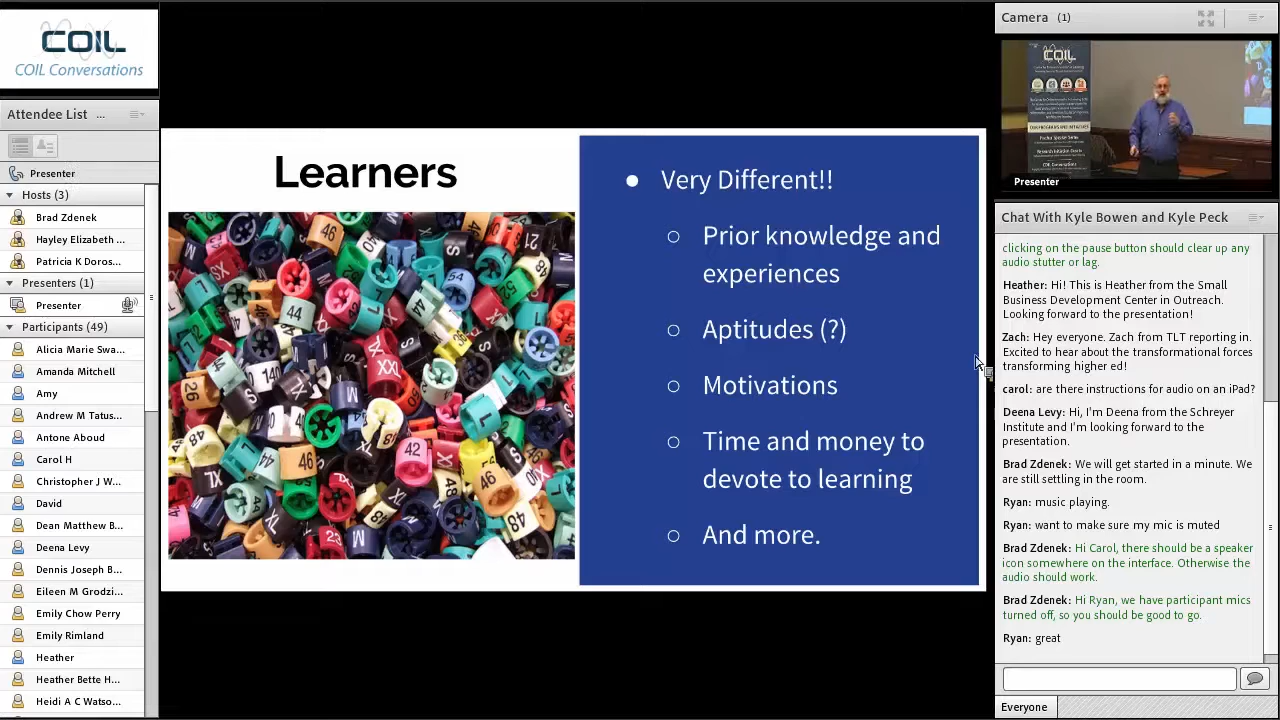 COIL
COIL Conversations
Attendee List ...
Presenter
Hosts (3)
Brad Zdenek
Hayley Elizabeth ...
Patricia K Doros...
Presenters (1)
Presenter
Participants (49)
Alicia Marie Swa...
Amanda Mitchell
Amy
Andrew M Tatus...
Antone Aboud
Carol H
Christopher J W...
David
Dean Matthew B...
Deena Levy
Dennis Joseph B...
Eileen M Grodzi...
Emily Chow Perry
Emily Rimland
Heather
Heather Bette H...
Heidi A C Watso...
Learners
● Very Different!!
○ Prior knowledge and
experiences
○ Aptitudes (?)
○ Motivations
○ Time and money to
devote to learning
○ And more.
Camera (1)
COIL
Presenter
Chat With Kyle Bowen and Kyle Peck
clicking on the pause button should clear up any
audio stutter or lag.
Heather: Hi! This is Heather from the Small
Business Development Center in Outreach.
Looking forward to the presentation!
Zach: Hey everyone. Zach from TLT reporting in.
Excited to hear about the transformational forces
transforming higher ed!
carol: are there instructions for audio on an iPad?
Deena Levy: Hi, I'm Deena from the Schreyer
Institute and I'm looking forward to the
presentation.
Brad Zdenek: We will get started in a minute. We
are still settling in the room.
Ryan: music playing.
Ryan: want to make sure my mic is muted
Brad Zdenek: Hi Carol, there should be a speaker
icon somewhere on the interface. Otherwise the
audio should work.
Brad Zdenek: Hi Ryan, we have participant mics
turned off, so you should be good to go.
Ryan: great
Everyone